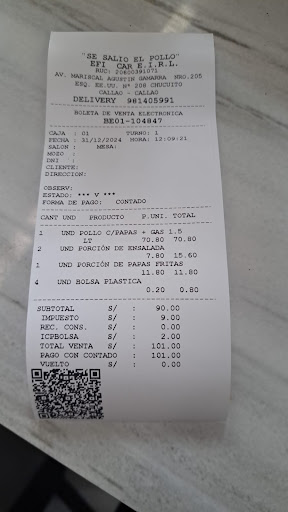 "SE SALIO EL POLLO"
EFI CAR E.I.R.L.
RUC: 20600391071
AV. MARISCAL AGUSTIN GAMARRA NRO.205
ESQ. EE.UU. Nª 208 CHUCUITO
CALLAO - CALLAO
DELIVERY 981405991
BOLETA DE VENTA ELECTRONICA
BE01-104847
CAJA : 01 TURNO: 1
FECHA : 31/12/2024 HORA: 12:09:21
SALON : MESA:
MOZO :
DNI :
CLIENTE:
DIRECCION:
OBSERV:
ESTADO: *** V ***
FORMA DE PAGO: CONTADO
CANT UND PRODUCTO P.UNI. TOTAL
1 UND POLLO C/PAPAS + GAS 1.5
LT 70.80 70.80
2 UND PORCIÓN DE ENSALADA
7.80 15.60
1 UND PORCIÓN DE PAPAS FRITAS
11.80 11.80
4 UND BOLSA PLASTICA
0.20 0.80
SUBTOTAL S/ : 90.00
IMPUESTO S/ : 9.00
REC. CONS. S/ : 0.00
ICPBOLSA S/ : 2.00
TOTAL VENTA S/ : 101.00
PAGO CON CONTADO S/ : 101.00
VUELTO S/ : 0.00